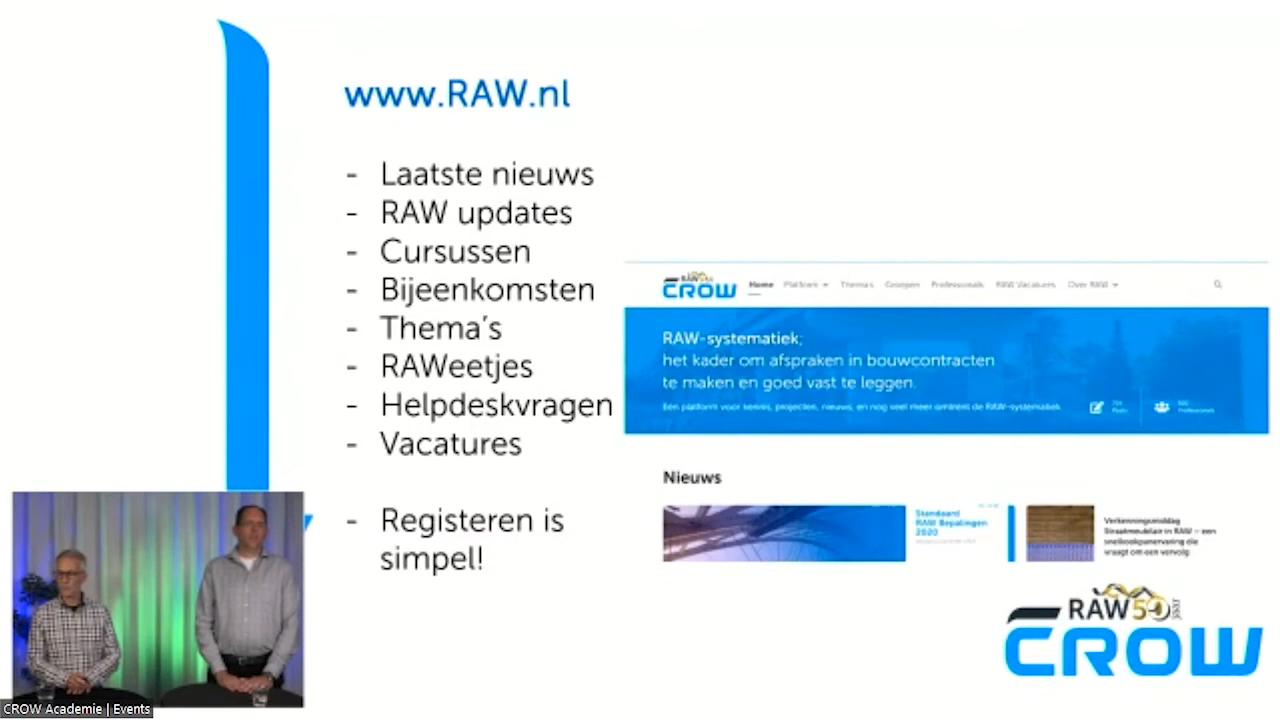 www.RAW.nl
- Laatste nieuws
- RAW updates
- Cursussen
- Bijeenkomsten
- Thema's
- RAWeetjes
- Helpdeskvragen
- Vacatures
- Registeren is
simpel!
RAW
CROW
Home Platform Thema's Groepen Professionals RAW Vacatures Over RAW
RAW-systematiek;
het kader om afspraken in bouwcontracten
te maken en goed vast te leggen.
Een platform voor kennis, projecten, nieuws, en nog veel meer omtrent de RAW-systematiek
Professionals
Nieuws
Standaard
RAW Bepalingen
2020
Verkenningsmiddag
Straatmeubilair in RAW – een
snelkookpanervaring die
vraagt om een vervolg
RAW50 jaar
CROW
CROW Academie | Events